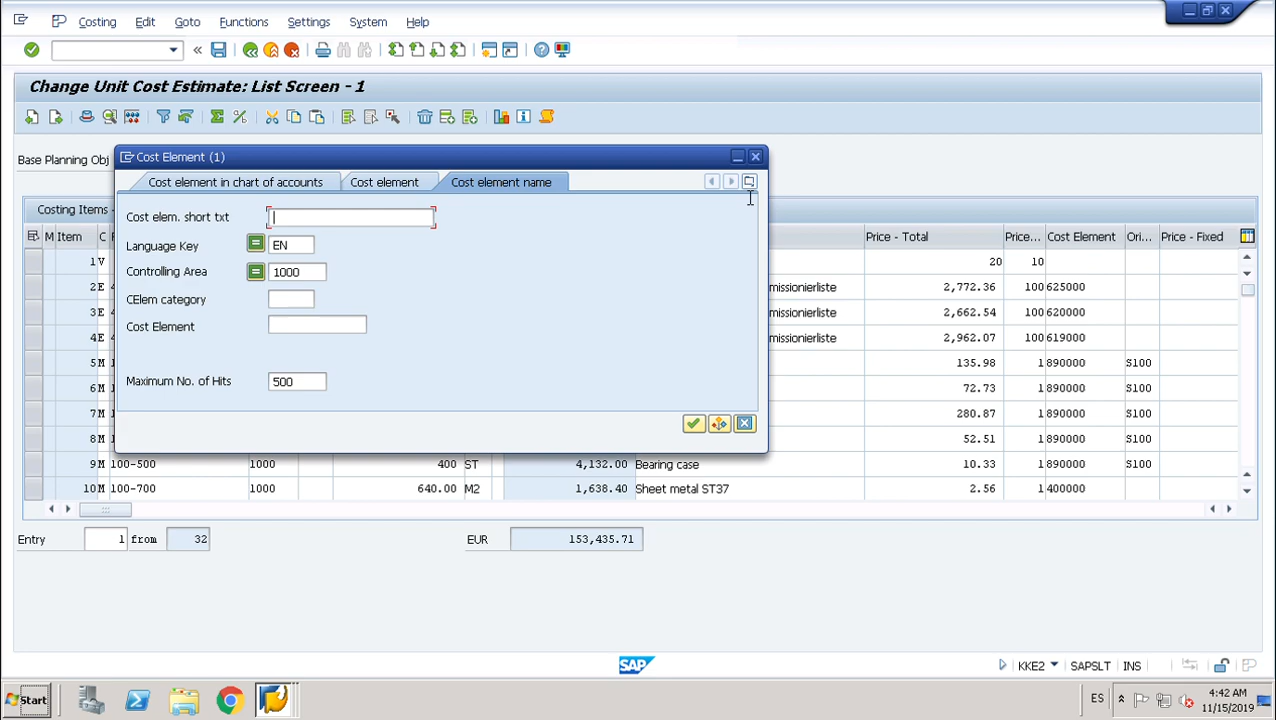 Costing Edit Goto Functions Settings System Help
Change Unit Cost Estimate: List Screen - 1
Base Planning Obj
Cost Element (1)
Cost element in chart of accounts Cost element Cost element name
Cost elem. short txt
Language Key EN
Controlling Area 1000
CElem category
Cost Element
Maximum No. of Hits 500
Costing Items -
M Item C Price - Total Price... Cost Element Ori... Price - Fixed
1 V 20 10
2 E missionierliste 2,772.36 100 625000
3 E missionierliste 2,662.54 100 620000
4 E missionierliste 2,962.07 100 619000
5 M 135.98 1 890000 S100
6 M 72.73 1 890000 S100
7 M 280.87 1 890000 S100
8 M 52.51 1 890000 S100
9 M 100-500 1000 400 ST 4,132.00 Bearing case 10.33 1 890000 S100
10 M 100-700 1000 640.00 M2 1,638.40 Sheet metal ST37 2.56 1 400000
Entry 1 from 32 EUR 153,435.71
SAP KKE2 SAPSLT INS
Start ES 4:42 AM
11/15/2019